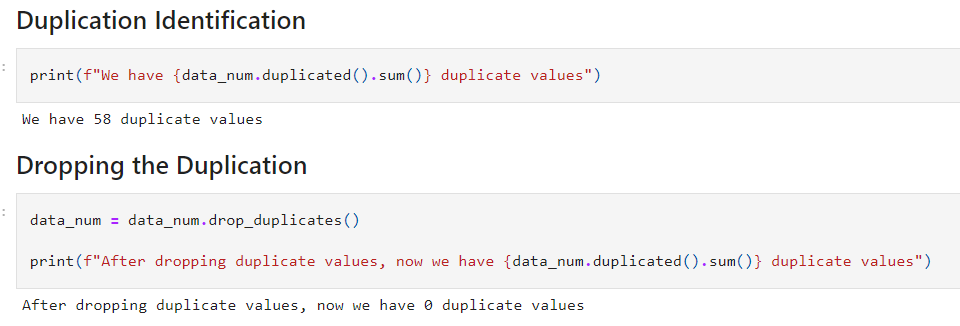 Duplication Identification
:
print(f"We have {data_num.duplicated().sum()} duplicate values")
We have 58 duplicate values
Dropping the Duplication
:
data_num = data_num.drop_duplicates()
print(f"After dropping duplicate values, now we have {data_num.duplicated().sum()} duplicate values")
After dropping duplicate values, now we have 0 duplicate values